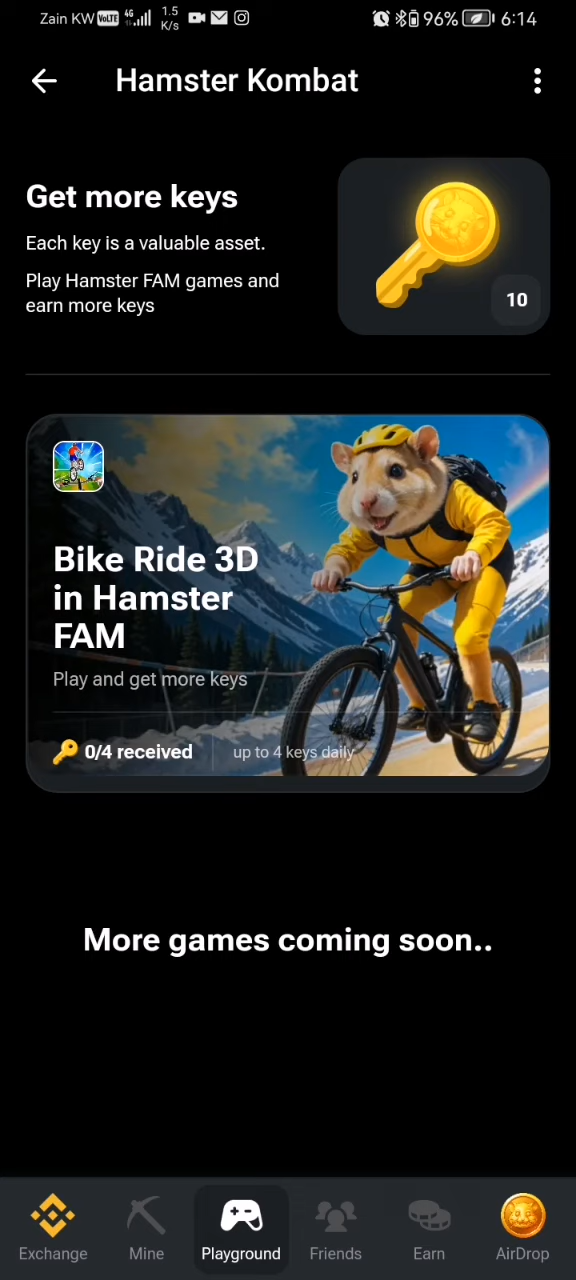 Zain KW VoLTE 4G 1.5 K/s 96% 6:14
Hamster Kombat
Get more keys
Each key is a valuable asset.
Play Hamster FAM games and
earn more keys
10
Bike Ride 3D
in Hamster
FAM
Play and get more keys
0/4 received up to 4 keys daily
More games coming soon..
Exchange Mine Playground Friends Earn AirDrop